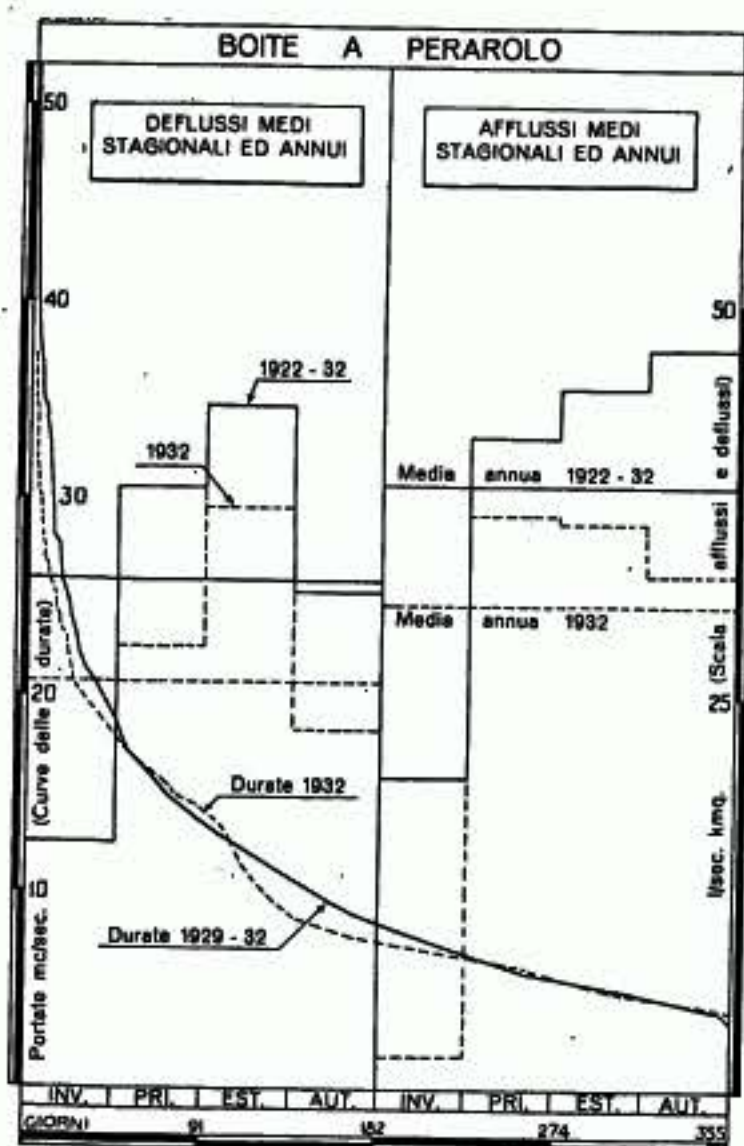 BOITE A PERAROLO
DEFLUSSI MEDI
STAGIONALI ED ANNUI
AFFLUSSI MEDI
STAGIONALI ED ANNUI
50
40
30
20
10
Portate mc/sec. (Curve delle durate)
1922 - 32
1932
Durate 1932
Durate 1929 - 32
Media annua 1922 - 32
Media annua 1932
50
25
l/sec. kmq. (Scala afflussi e deflussi)
INV. PRI. EST. AUT. INV. PRI. EST. AUT.
GIORNI 91 182 274 355